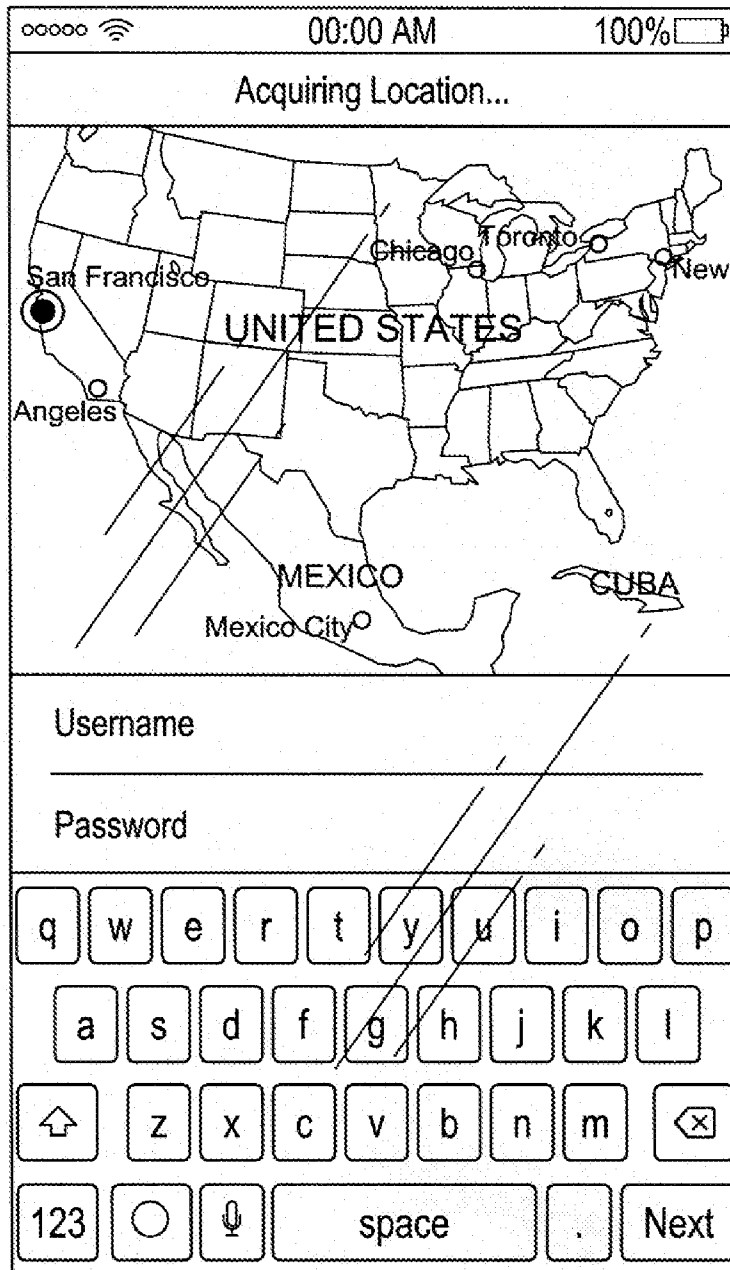 00:00 AM 100%
Acquiring Location...
Chicago Toronto
San Francisco New
UNITED STATES
Angeles
MEXICO CUBA
Mexico City
Username
Password
q w e r t y u i o p
a s d f g h j k l
z x c v b n m
123 space . Next